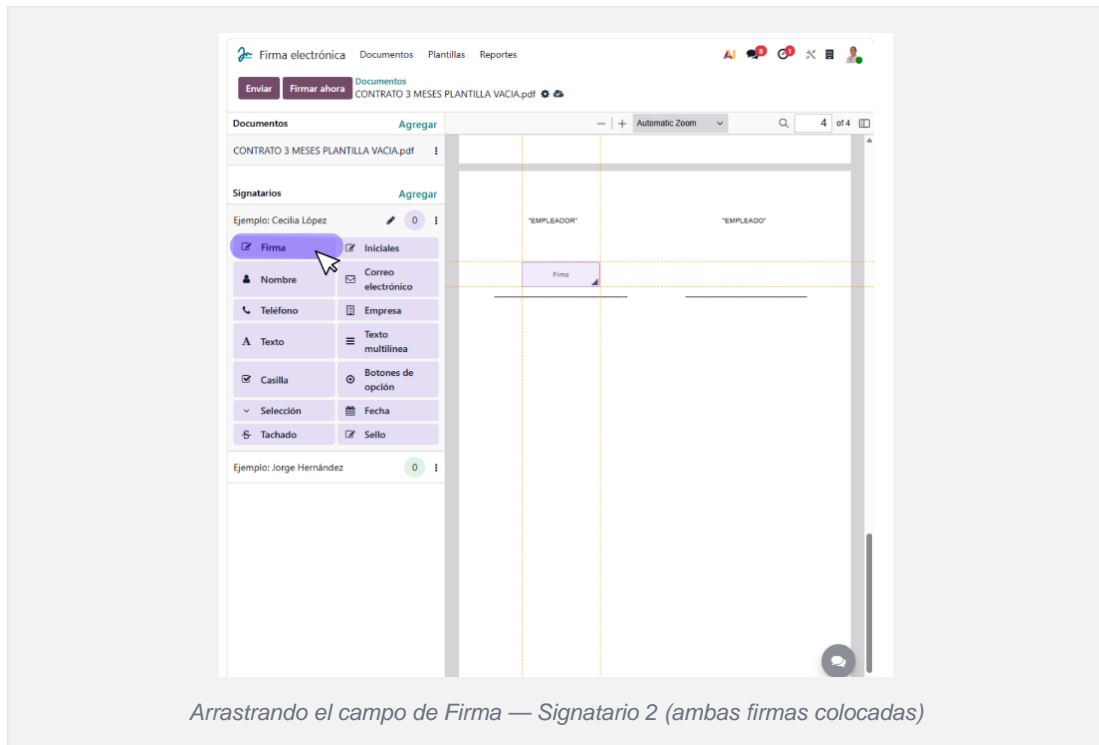 Firma electrónica Documentos Plantillas Reportes AI 8 1
Enviar Firmar ahora Documentos
CONTRATO 3 MESES PLANTILLA VACIA.pdf
Documentos Agregar
Automatic Zoom 4 of 4
CONTRATO 3 MESES PLANTILLA VACIA.pdf
Signatarios Agregar
Ejemplo: Cecilia López 0
"EMPLEADOR" "EMPLEADO"
Firma Iniciales
Nombre Correo electrónico
Firma
Teléfono Empresa
A Texto Texto multilínea
Casilla Botones de opción
Selección Fecha
S Tachado Sello
Ejemplo: Jorge Hernández 0
Arrastrando el campo de Firma — Signatario 2 (ambas firmas colocadas)